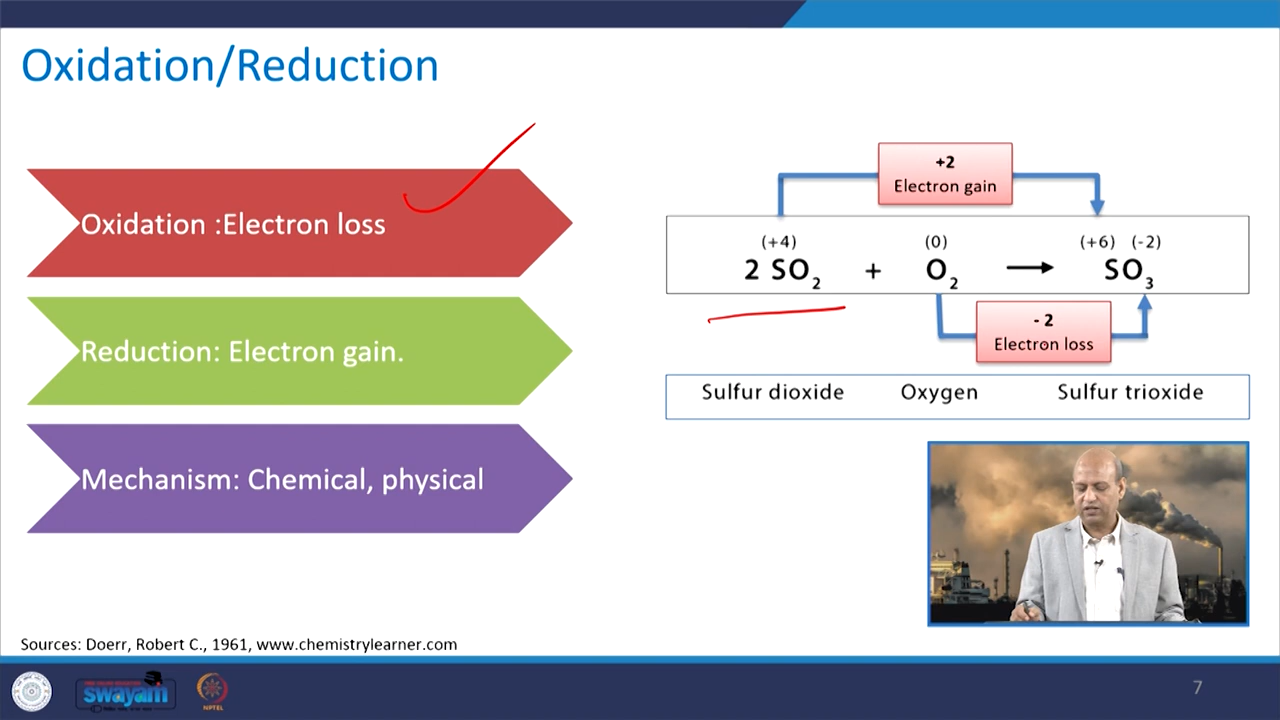 Oxidation/Reduction
Oxidation :Electron loss
Reduction: Electron gain.
Mechanism: Chemical, physical
+2
Electron gain
(+4) (0) (+6) (-2)
2 SO2 + O2 → SO3
- 2
Electron loss
Sulfur dioxide Oxygen Sulfur trioxide
Sources: Doerr, Robert C., 1961, www.chemistrylearner.com
swayam
NPTEL
7